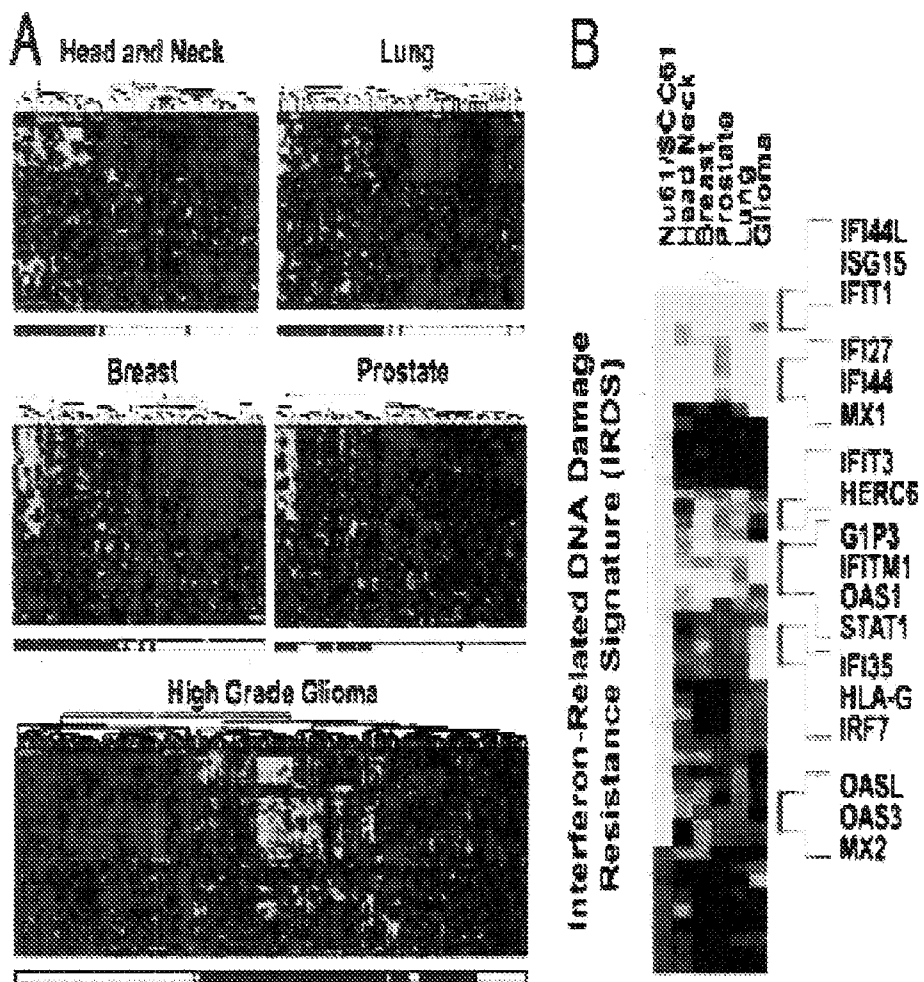 A
Head and Neck
Lung
Breast
Prostate
High Grade Glioma
B
Nu61/SCC61
Head Neck
Breast
Prostate
Lung
Glioma
Interferon-Related DNA Damage
Resistance Signature (IRDS)
IFI44L
ISG15
IFIT1
IFI27
IFI44
MX1
IFIT3
HERC6
G1P3
IFITM1
OAS1
STAT1
IFI35
HLA-G
IRF7
OASL
OAS3
MX2